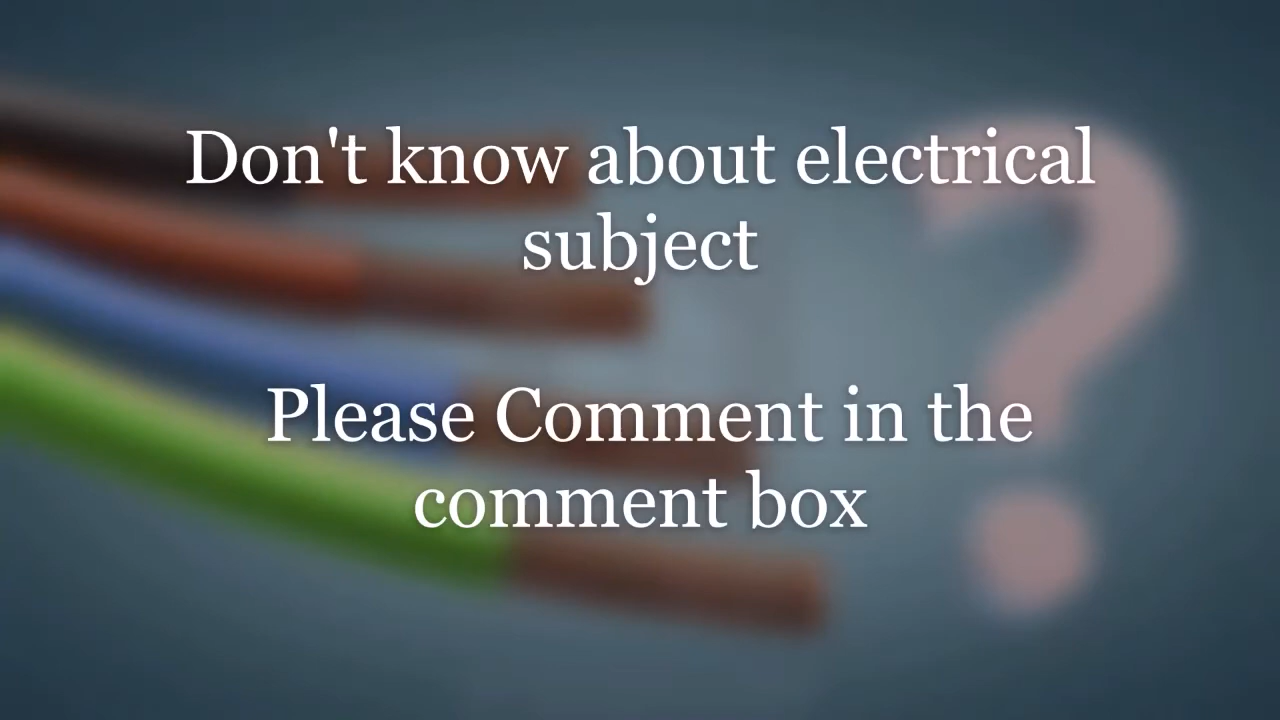 Don't know about electrical
subject
Please Comment in the
comment box